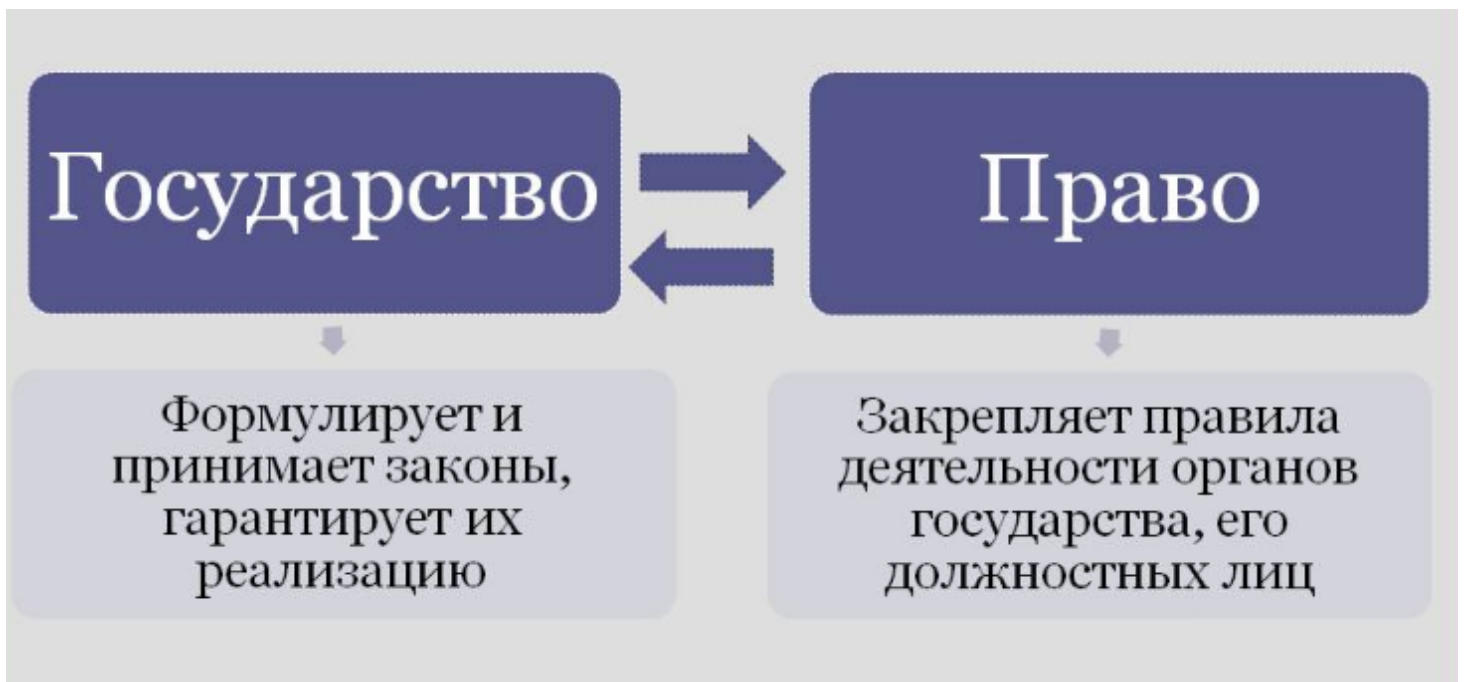 Государство
Право
Формулирует и
принимает законы,
гарантирует их
реализацию
Закрепляет правила
деятельности органов
государства, его
должностных лиц